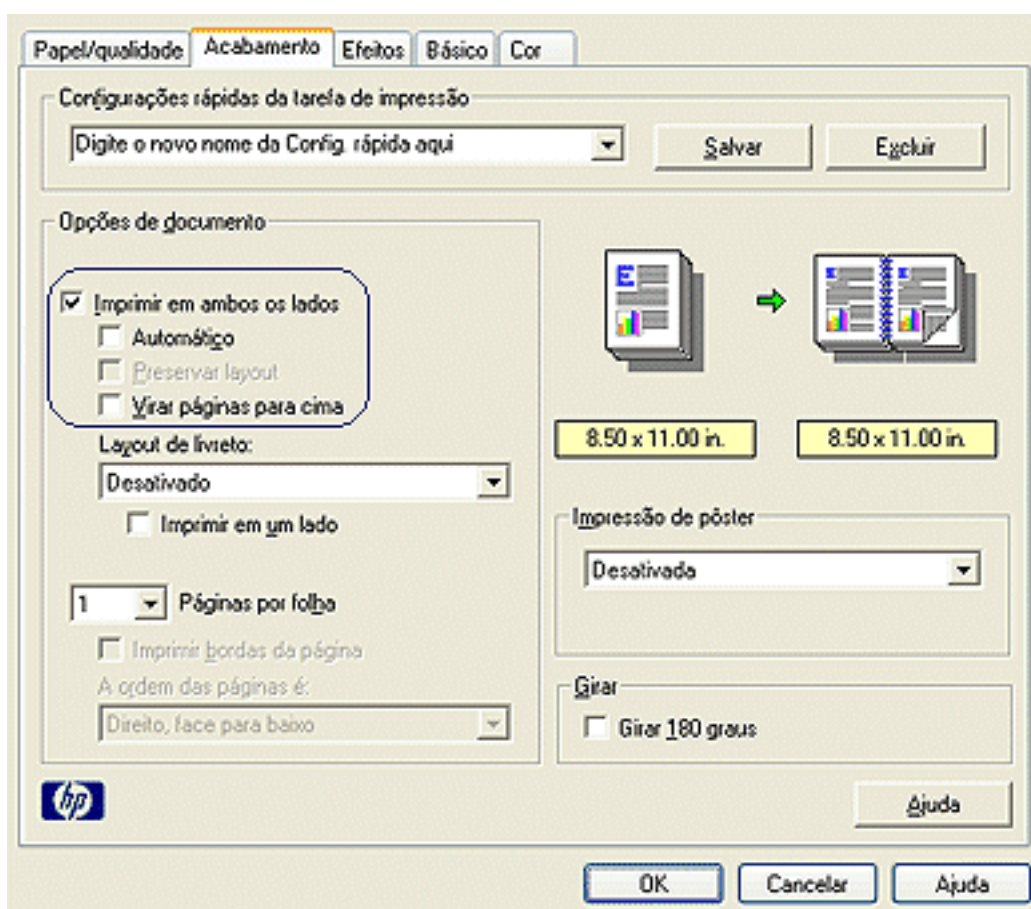 Papel/qualidade Acabamento Efeitos Básico Cor
Configurações rápidas da tarefa de impressão
Digite o novo nome da Config. rápida aqui Salvar Excluir
Opções de documento
Imprimir em ambos os lados
Automático
Preservar layout
Virar páginas para cima
Layout de livreto:
Desativado
Imprimir em um lado
1 Páginas por folha
Imprimir bordas da página
A ordem das páginas é:
Direito, face para baixo
E
8.50 x 11.00 in. 8.50 x 11.00 in.
Impressão de pôster
Desativada
Girar
Girar 180 graus
hp
Ajuda
OK Cancelar Ajuda